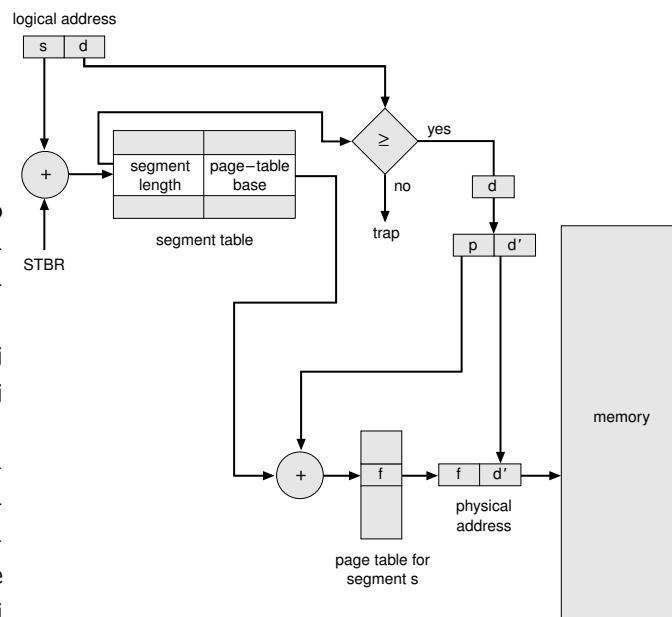 logical address
s d
+
STBR
segment length
page–table base
segment table
≥
yes
no
trap
d
p d′
+
f
page table for
segment s
f d′
physical
address
memory
i
i
e
i